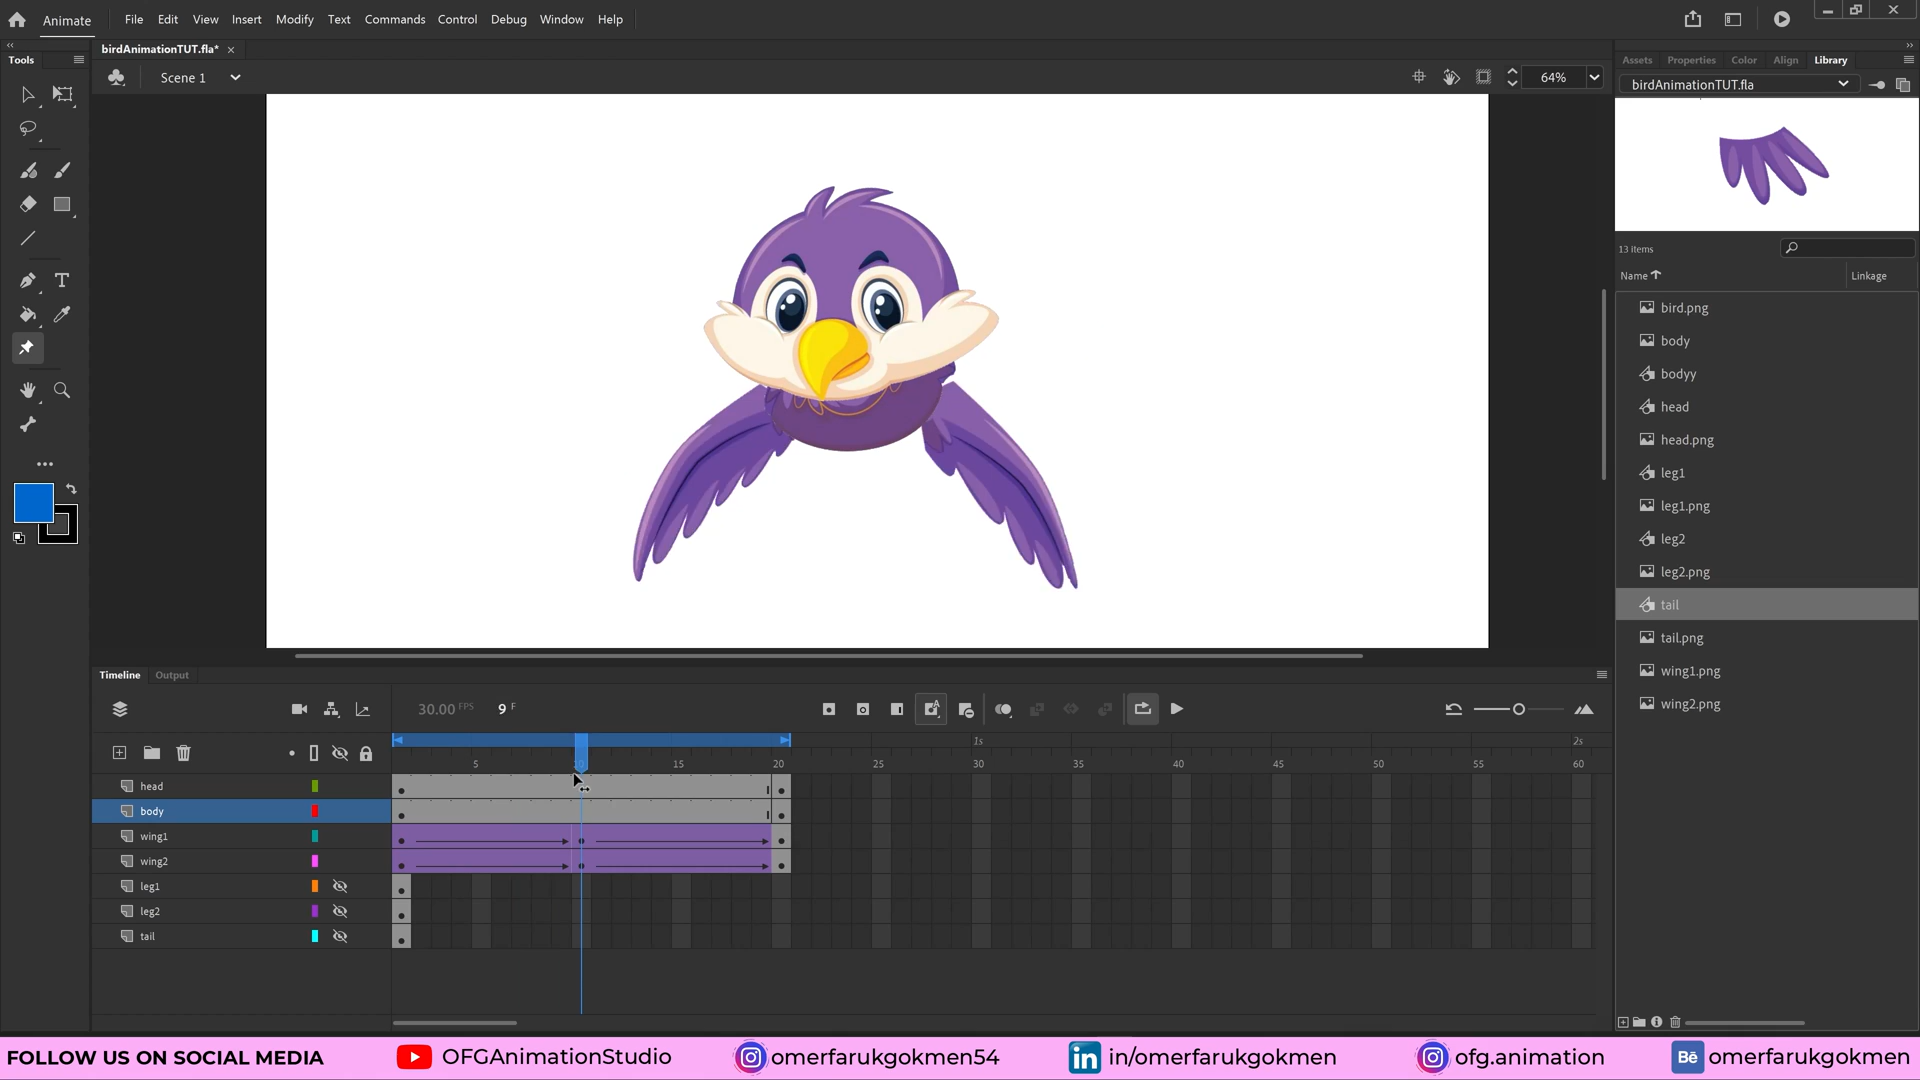 Animate File Edit View Insert Modify Text Commands Control Debug Window Help
birdAnimationTUT.fla*
Tools
Scene 1
64%
Assets Properties Color Align Library
birdAnimationTUT.fla
13 items
Name Linkage
bird.png
body
bodyy
head
head.png
leg1
leg1.png
leg2
leg2.png
tail
tail.png
wing1.png
wing2.png
Timeline Output
30.00 FPS 9 F
1s 2s
5 10 15 20 25 30 35 40 45 50 55 60
head
body
wing1
wing2
leg1
leg2
tail
FOLLOW US ON SOCIAL MEDIA OFGAnimationStudio omerfarukgokmen54 in in/omerfarukgokmen ofg.animation Bē omerfarukgokmen